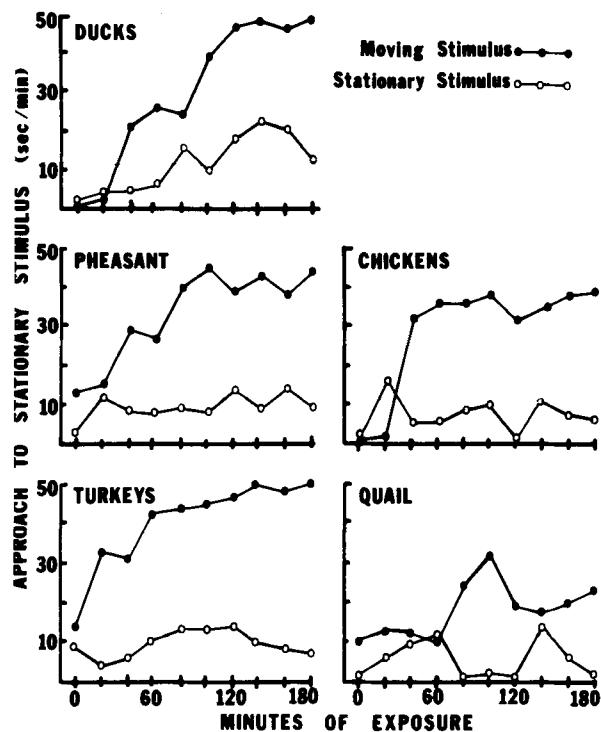 50
30
10
DUCKS
Moving Stimulus
Stationary Stimulus
APPROACH TO STATIONARY STIMULUS (sec/min)
50
30
10
PHEASANT
CHICKENS
50
30
10
TURKEYS
QUAIL
0 60 120 180
0 60 120 180
MINUTES OF EXPOSURE